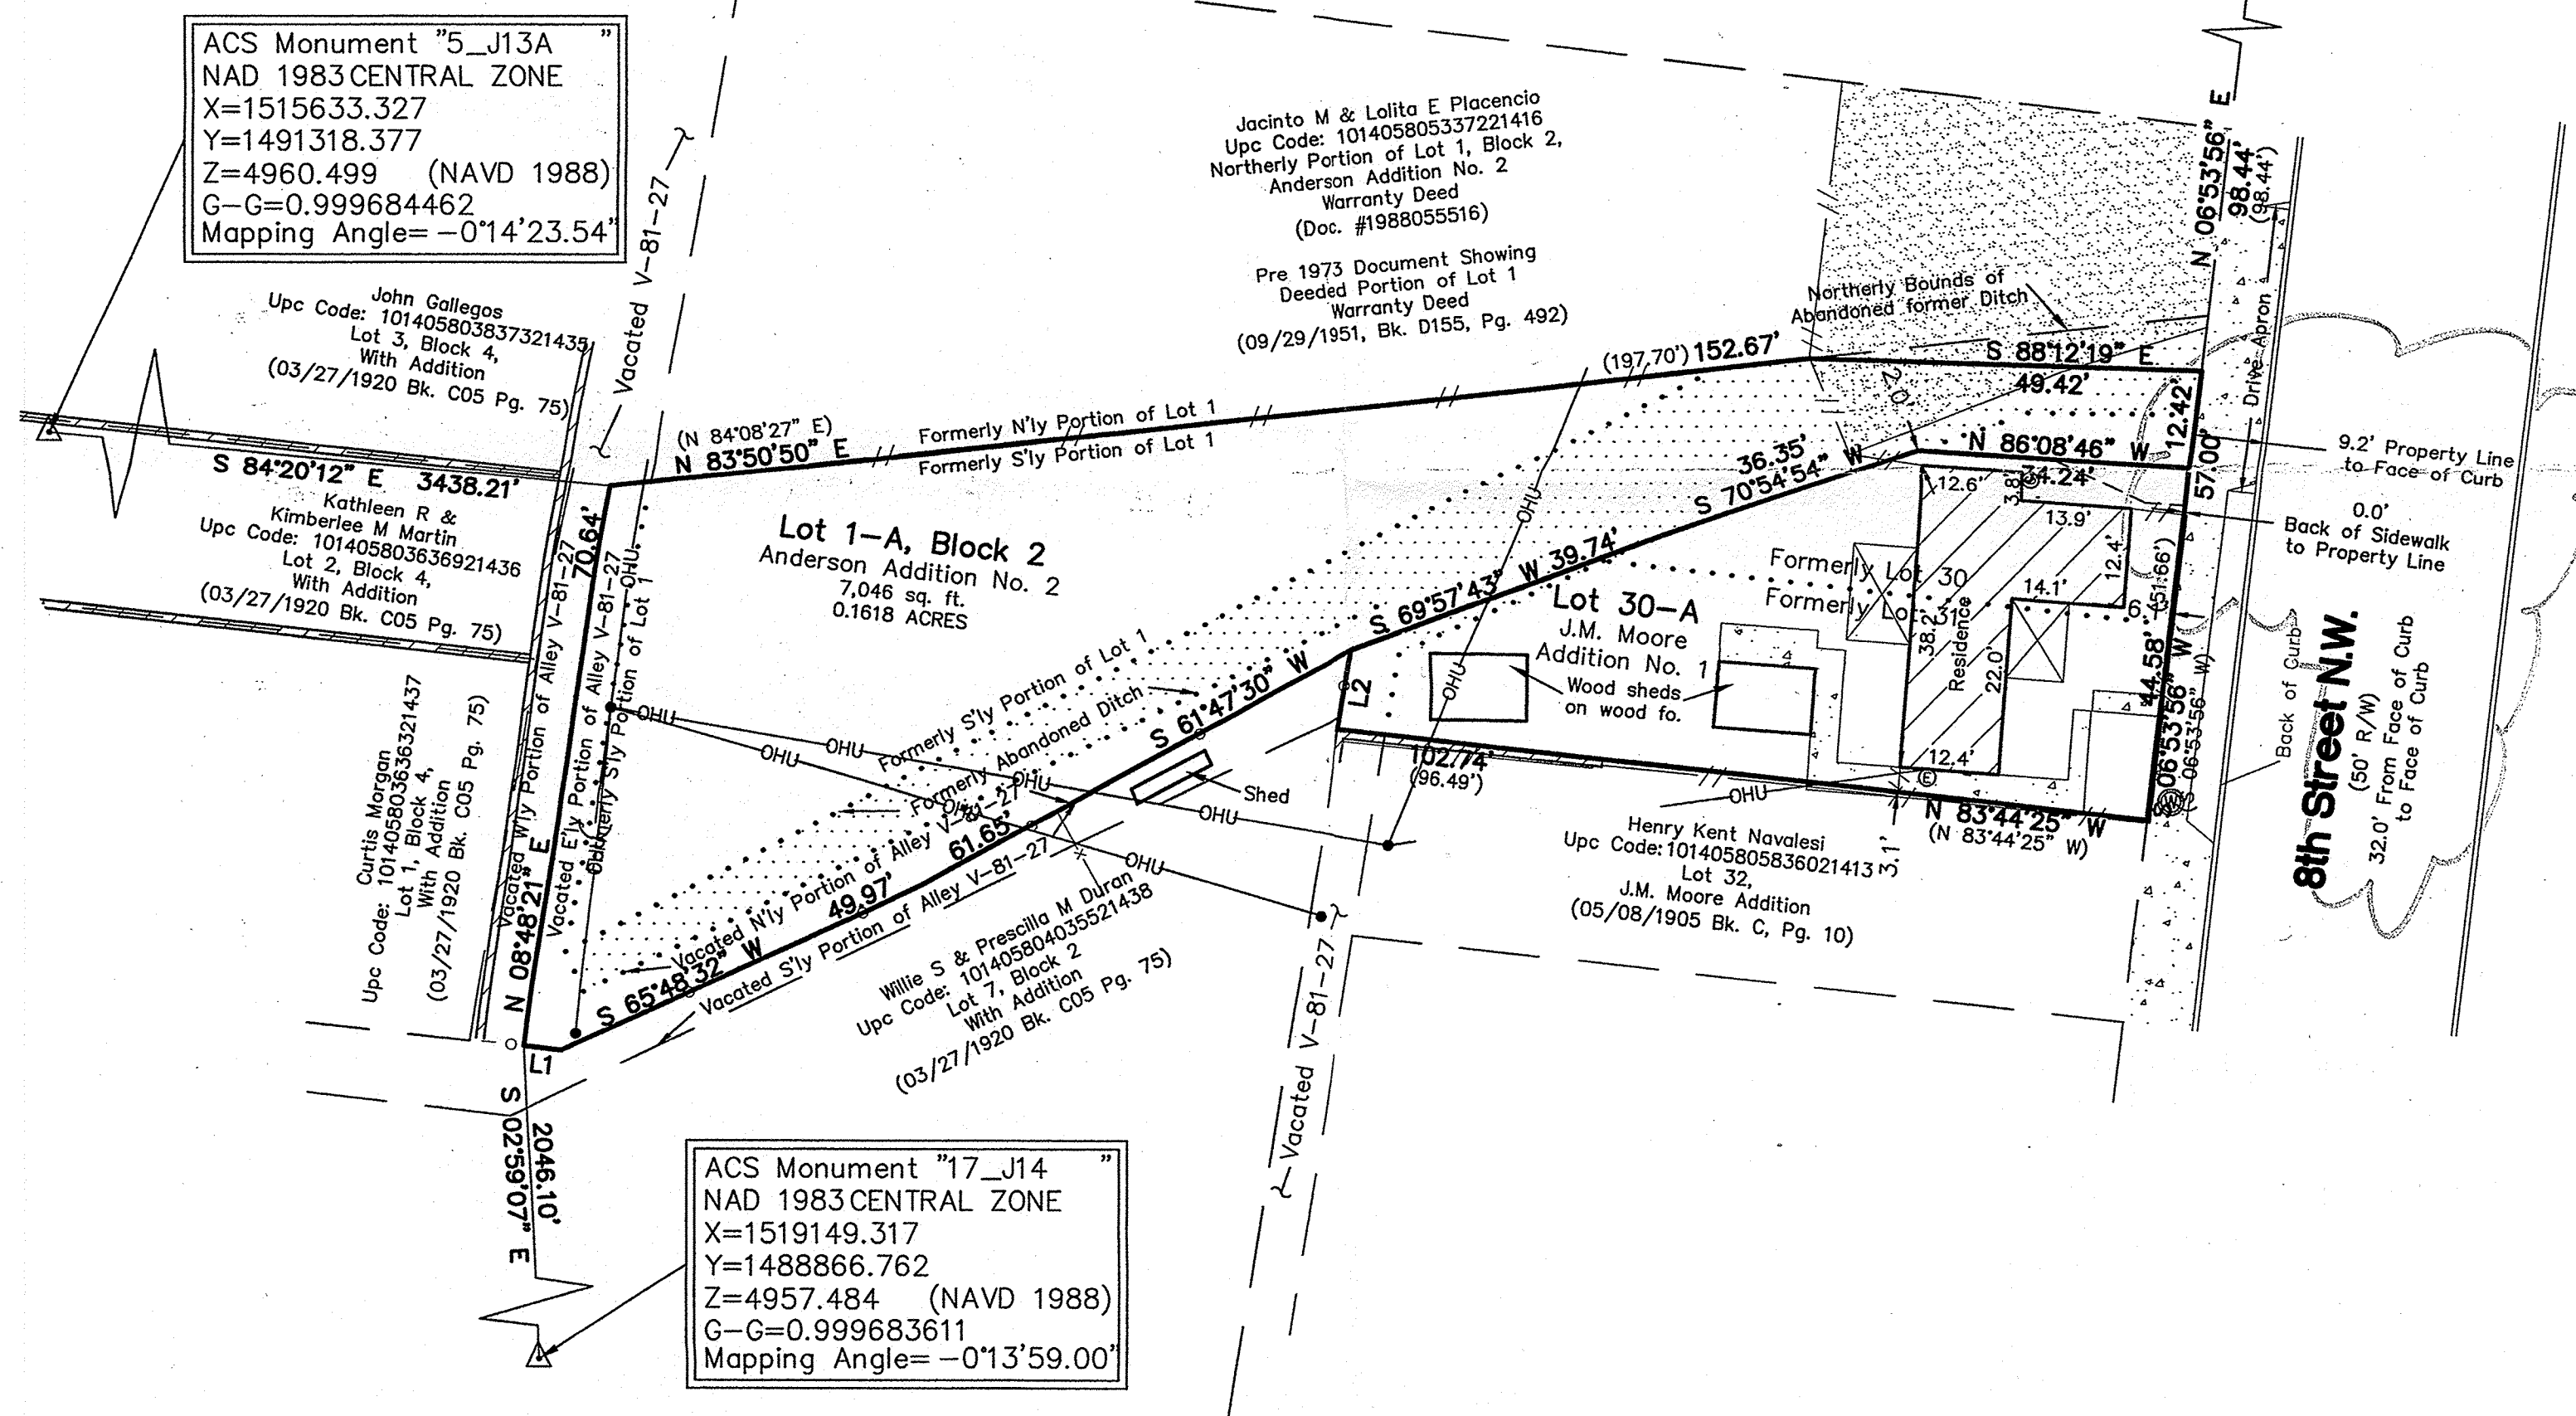 ACS Monument "5_J13A "
NAD 1983 CENTRAL ZONE
X=1515633.327
Y=1491318.377
Z=4960.499 (NAVD 1988)
G-G=0.999684462
Mapping Angle= -0°14'23.54"
Vacated V-81-27
Jacinto M & Lolita E Placencio
Upc Code: 101405805337221416
Northerly Portion of Lot 1, Block 2,
Anderson Addition No. 2
Warranty Deed
(Doc. #1988055516)
Pre 1973 Document Showing
Deeded Portion of Lot 1
Warranty Deed
(09/29/1951, Bk. D155, Pg. 492)
N 06°53'56" E
98.44'
(98.44')
Northerly Bounds of
Abandoned former Ditch
Drive Apron
John Gallegos
Upc Code: 101405803837321435
Lot 3, Block 4,
With Addition
(03/27/1920 Bk. C05 Pg. 75)
S 84°20'12" E 3438.21'
(N 84°08'27" E)
N 83°50'50" E
Formerly N'ly Portion of Lot 1
Formerly S'ly Portion of Lot 1
(197.70') 152.67'
S 88°12'19" E
49.42'
12.42'
N 86°08'46" W
34.24'
57.00'
9.2' Property Line
to Face of Curb
0.0'
Back of Sidewalk
to Property Line
Kathleen R &
Kimberlee M Martin
Upc Code: 101405803636921436
Lot 2, Block 4,
With Addition
(03/27/1920 Bk. C05 Pg. 75)
70.64'
N 08°48'21" E
Vacated W'ly Portion of Alley V-81-27
Vacated E'ly Portion of Alley V-81-27
Formerly S'ly Portion of Lot 1
OHU
Lot 1-A, Block 2
Anderson Addition No. 2
7,046 sq. ft.
0.1618 ACRES
36.35'
S 70°54'54" W
OHU
S 69°57'43" W 39.74'
Lot 30-A
J.M. Moore
Addition No. 1
Formerly Lot 30
Formerly Lot 31
Wood sheds
on wood fo.
OHU
L2
12.6'
3.8'
13.9'
12.4'
14.1'
38.2'
Residence
22.0'
12.4'
E
(51.66')
44.58'
S 06°53'56" W
W
Back of Curb
8th Street N.W.
(50' R/W)
32.0' From Face of Curb
to Face of Curb
Curtis Morgan
Upc Code: 101405803636321437
Lot 1, Block 4,
With Addition
(03/27/1920 Bk. C05 Pg. 75)
OHU
OHU
OHU
OHU
OHU
OHU
OHU
Formerly S'ly Portion of Lot 1
Formerly Abandoned Ditch
S 61°47'30" W
61.65'
Shed
Vacated N'ly Portion of Alley V-81-27
49.97'
S 65°48'32" W
Vacated S'ly Portion of Alley V-81-27
102.74'
(96.49')
OHU
N 83°44'25" W
(N 83°44'25" W)
3.1'
Henry Kent Navalesi
Upc Code: 101405805836021413
Lot 32,
J.M. Moore Addition
(05/08/1905 Bk. C, Pg. 10)
Willie S & Prescilla M Duran
Upc Code: 101405804035521438
Lot 7, Block 2
With Addition
(03/27/1920 Bk. C05 Pg. 75)
Vacated V-81-27
L1
S 02°59'07" E
2046.10'
ACS Monument "17_J14 "
NAD 1983 CENTRAL ZONE
X=1519149.317
Y=1488866.762
Z=4957.484 (NAVD 1988)
G-G=0.999683611
Mapping Angle= -0°13'59.00"